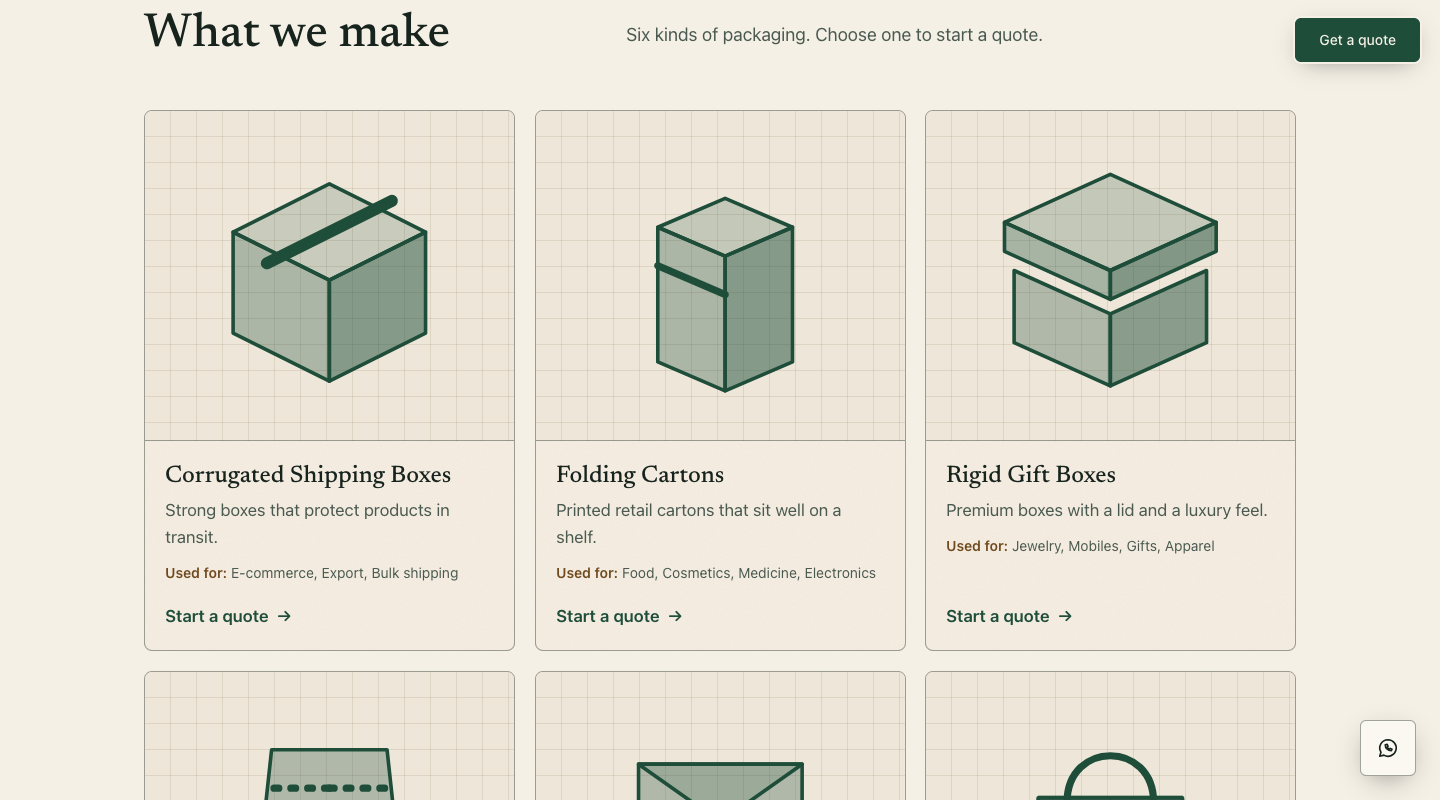 What we make
Six kinds of packaging. Choose one to start a quote.
Get a quote
Corrugated Shipping Boxes
Strong boxes that protect products in
transit.
Used for: E-commerce, Export, Bulk shipping
Start a quote →
Folding Cartons
Printed retail cartons that sit well on a
shelf.
Used for: Food, Cosmetics, Medicine, Electronics
Start a quote →
Rigid Gift Boxes
Premium boxes with a lid and a luxury feel.
Used for: Jewelry, Mobiles, Gifts, Apparel
Start a quote →